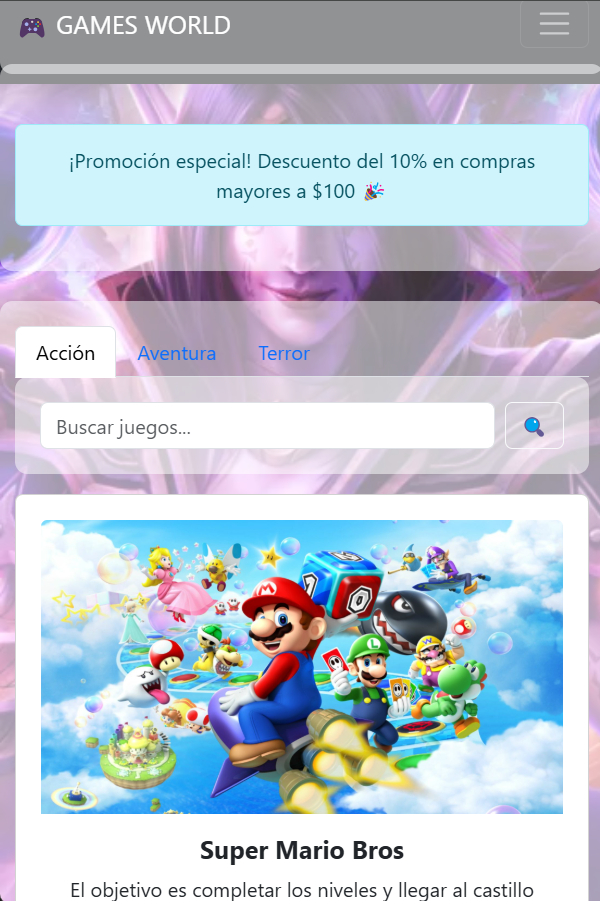 🎮 GAMES WORLD
¡Promoción especial! Descuento del 10% en compras
mayores a $100 🎉
Acción Aventura Terror
Buscar juegos... 🔍
M
10
L
Super Mario Bros
El objetivo es completar los niveles y llegar al castillo